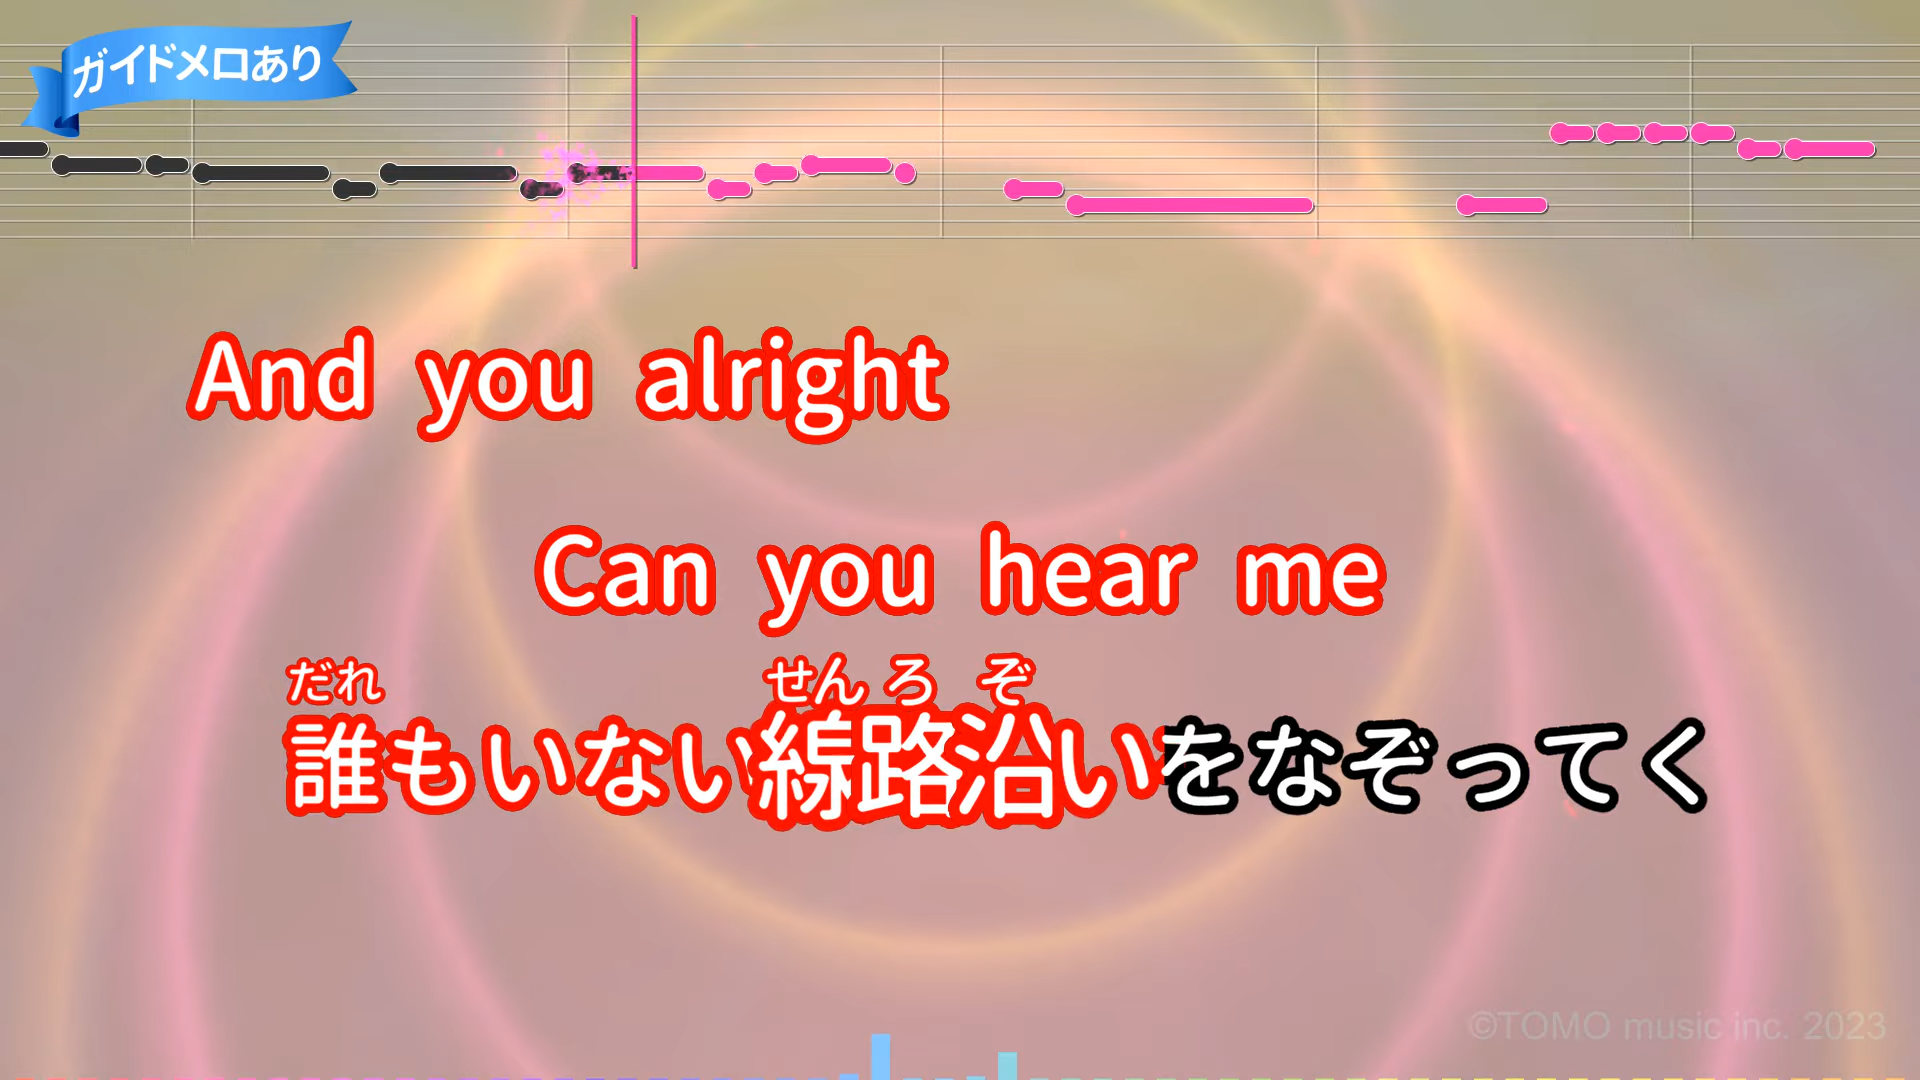 ガイドメロあり
And you alright
Can you hear me
だれ せんろぞ
誰もいない線路沿いをなぞってく
©TOMO music inc. 2023